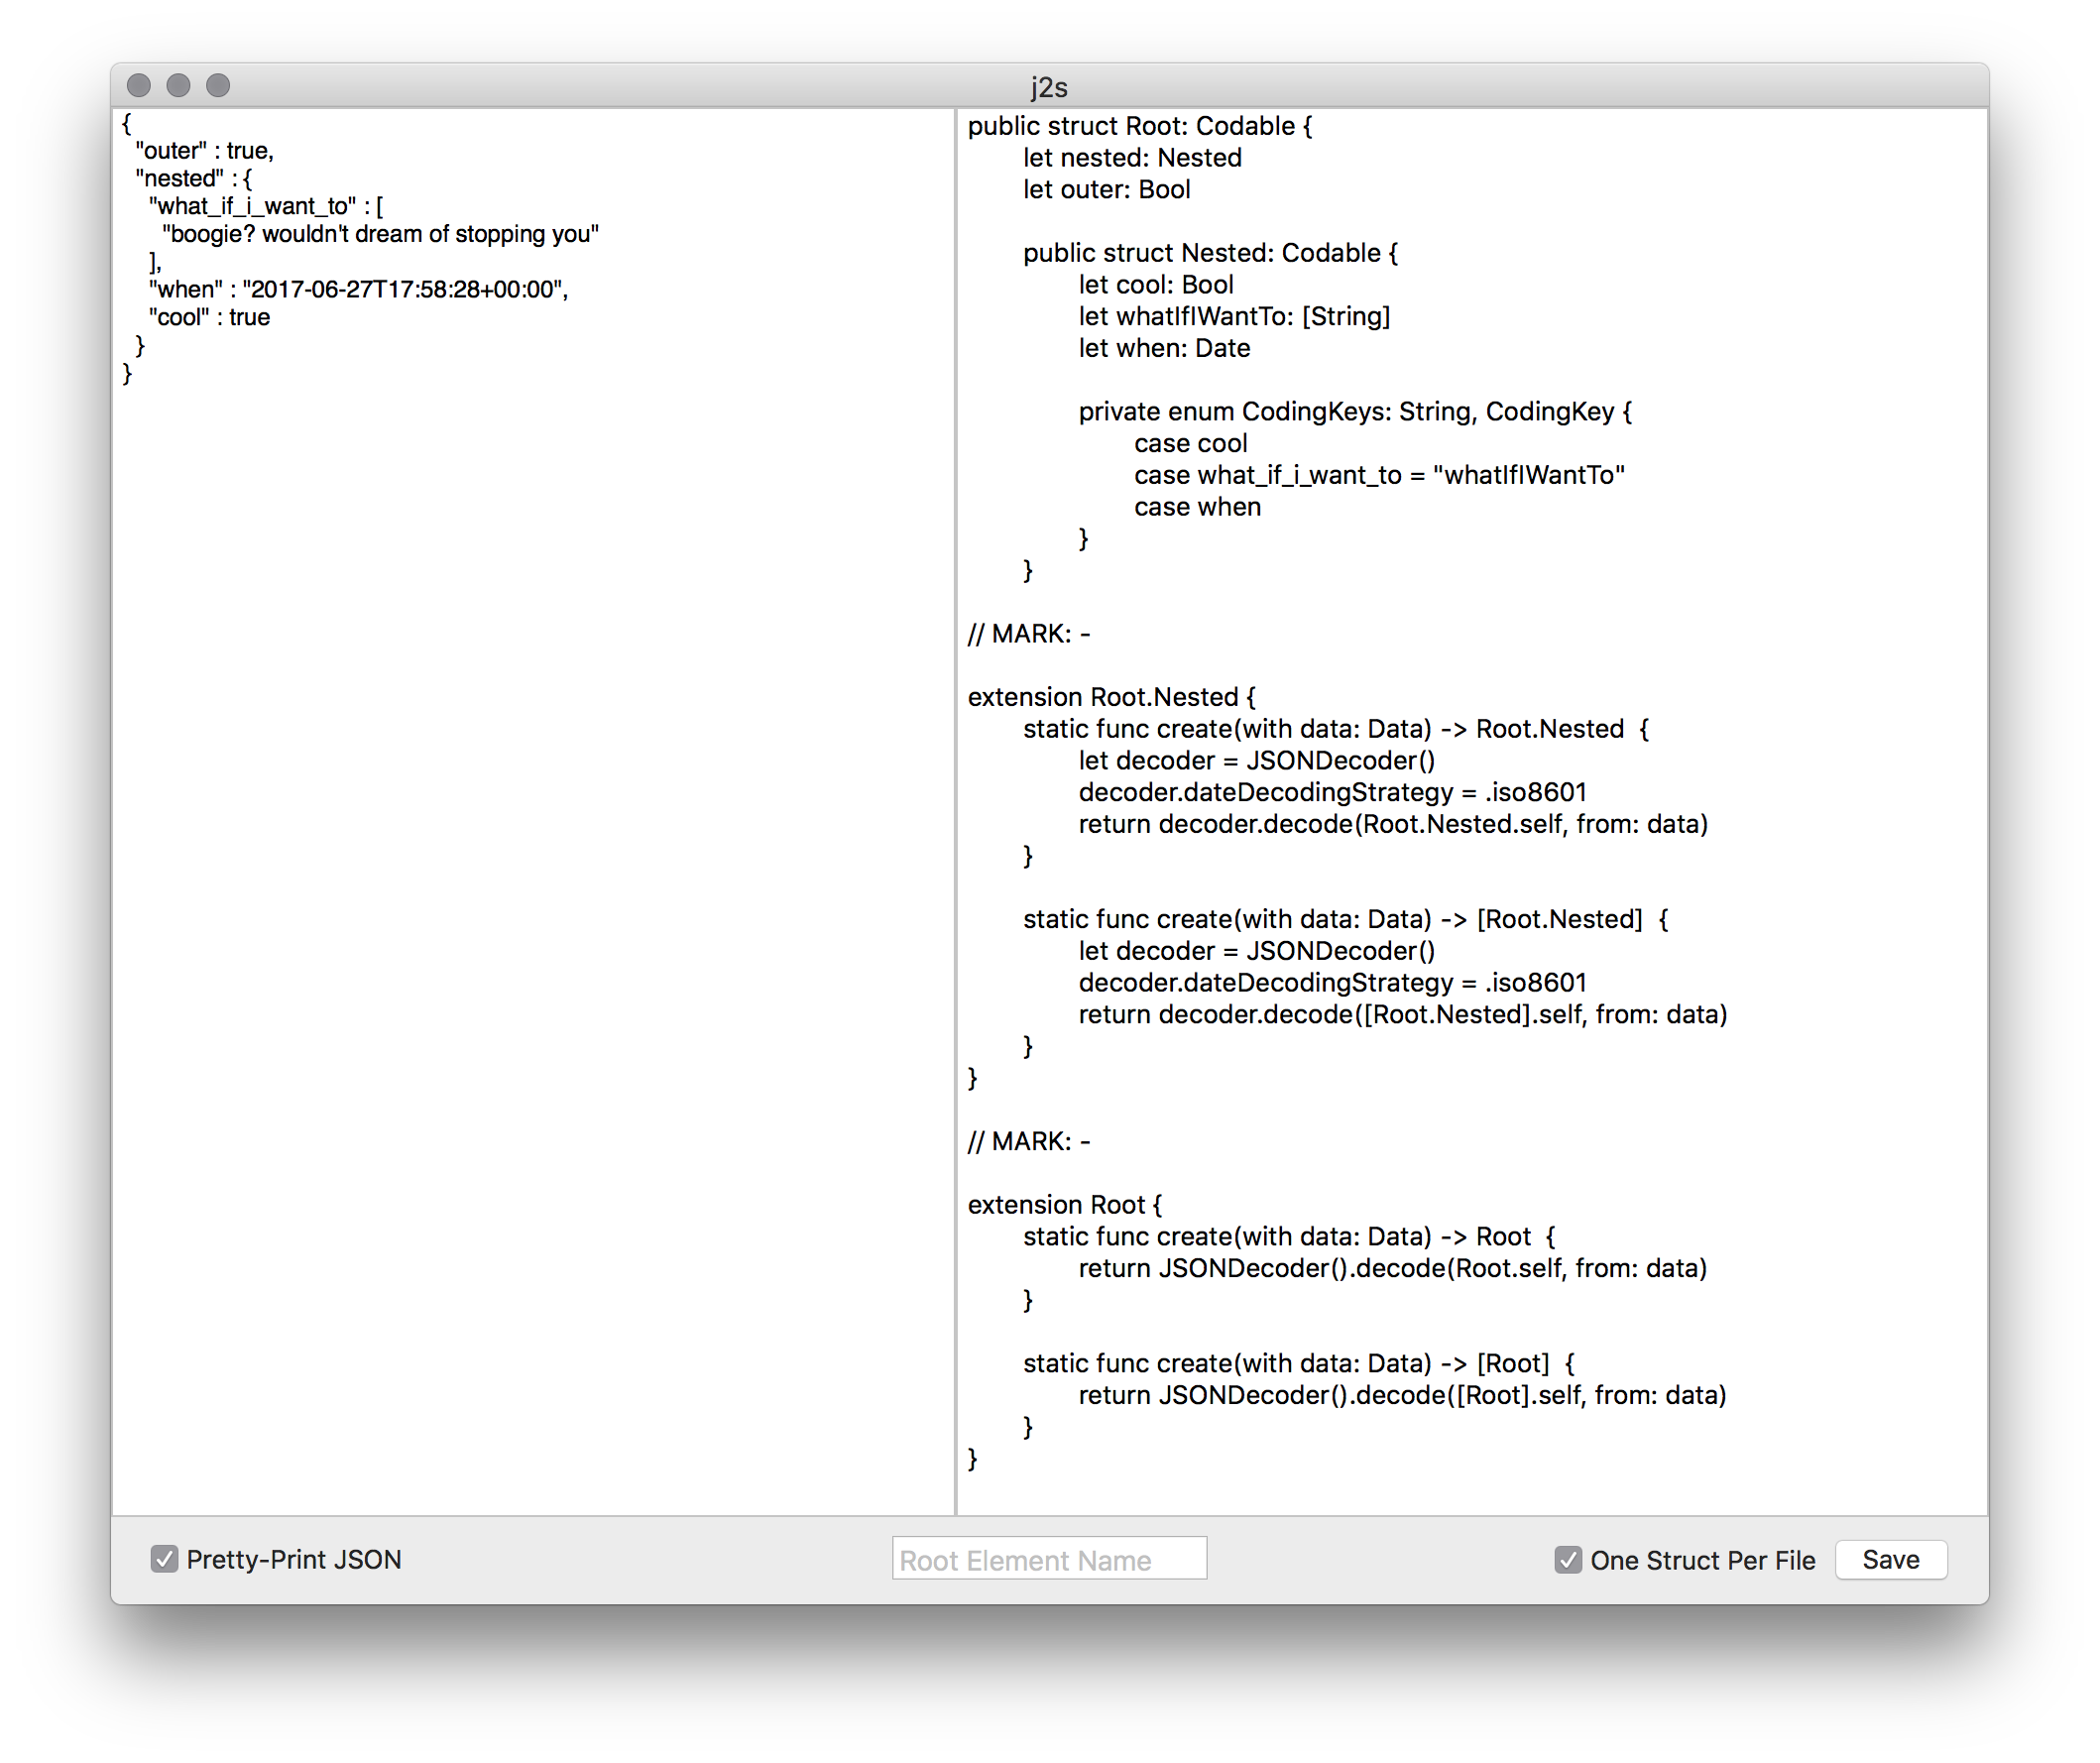 j2s
{
"outer" : true,
"nested" : {
"what_if_i_want_to" : [
"boogie? wouldn't dream of stopping you"
],
"when" : "2017-06-27T17:58:28+00:00",
"cool" : true
}
}
public struct Root: Codable {
let nested: Nested
let outer: Bool
public struct Nested: Codable {
let cool: Bool
let whatIfIWantTo: [String]
let when: Date
private enum CodingKeys: String, CodingKey {
case cool
case what_if_i_want_to = "whatIfIWantTo"
case when
}
}
// MARK: -
extension Root.Nested {
static func create(with data: Data) -> Root.Nested  {
let decoder = JSONDecoder()
decoder.dateDecodingStrategy = .iso8601
return decoder.decode(Root.Nested.self, from: data)
}
static func create(with data: Data) -> [Root.Nested]  {
let decoder = JSONDecoder()
decoder.dateDecodingStrategy = .iso8601
return decoder.decode([Root.Nested].self, from: data)
}
}
// MARK: -
extension Root {
static func create(with data: Data) -> Root  {
return JSONDecoder().decode(Root.self, from: data)
}
static func create(with data: Data) -> [Root]  {
return JSONDecoder().decode([Root].self, from: data)
}
}
Pretty-Print JSON
Root Element Name
One Struct Per File
Save